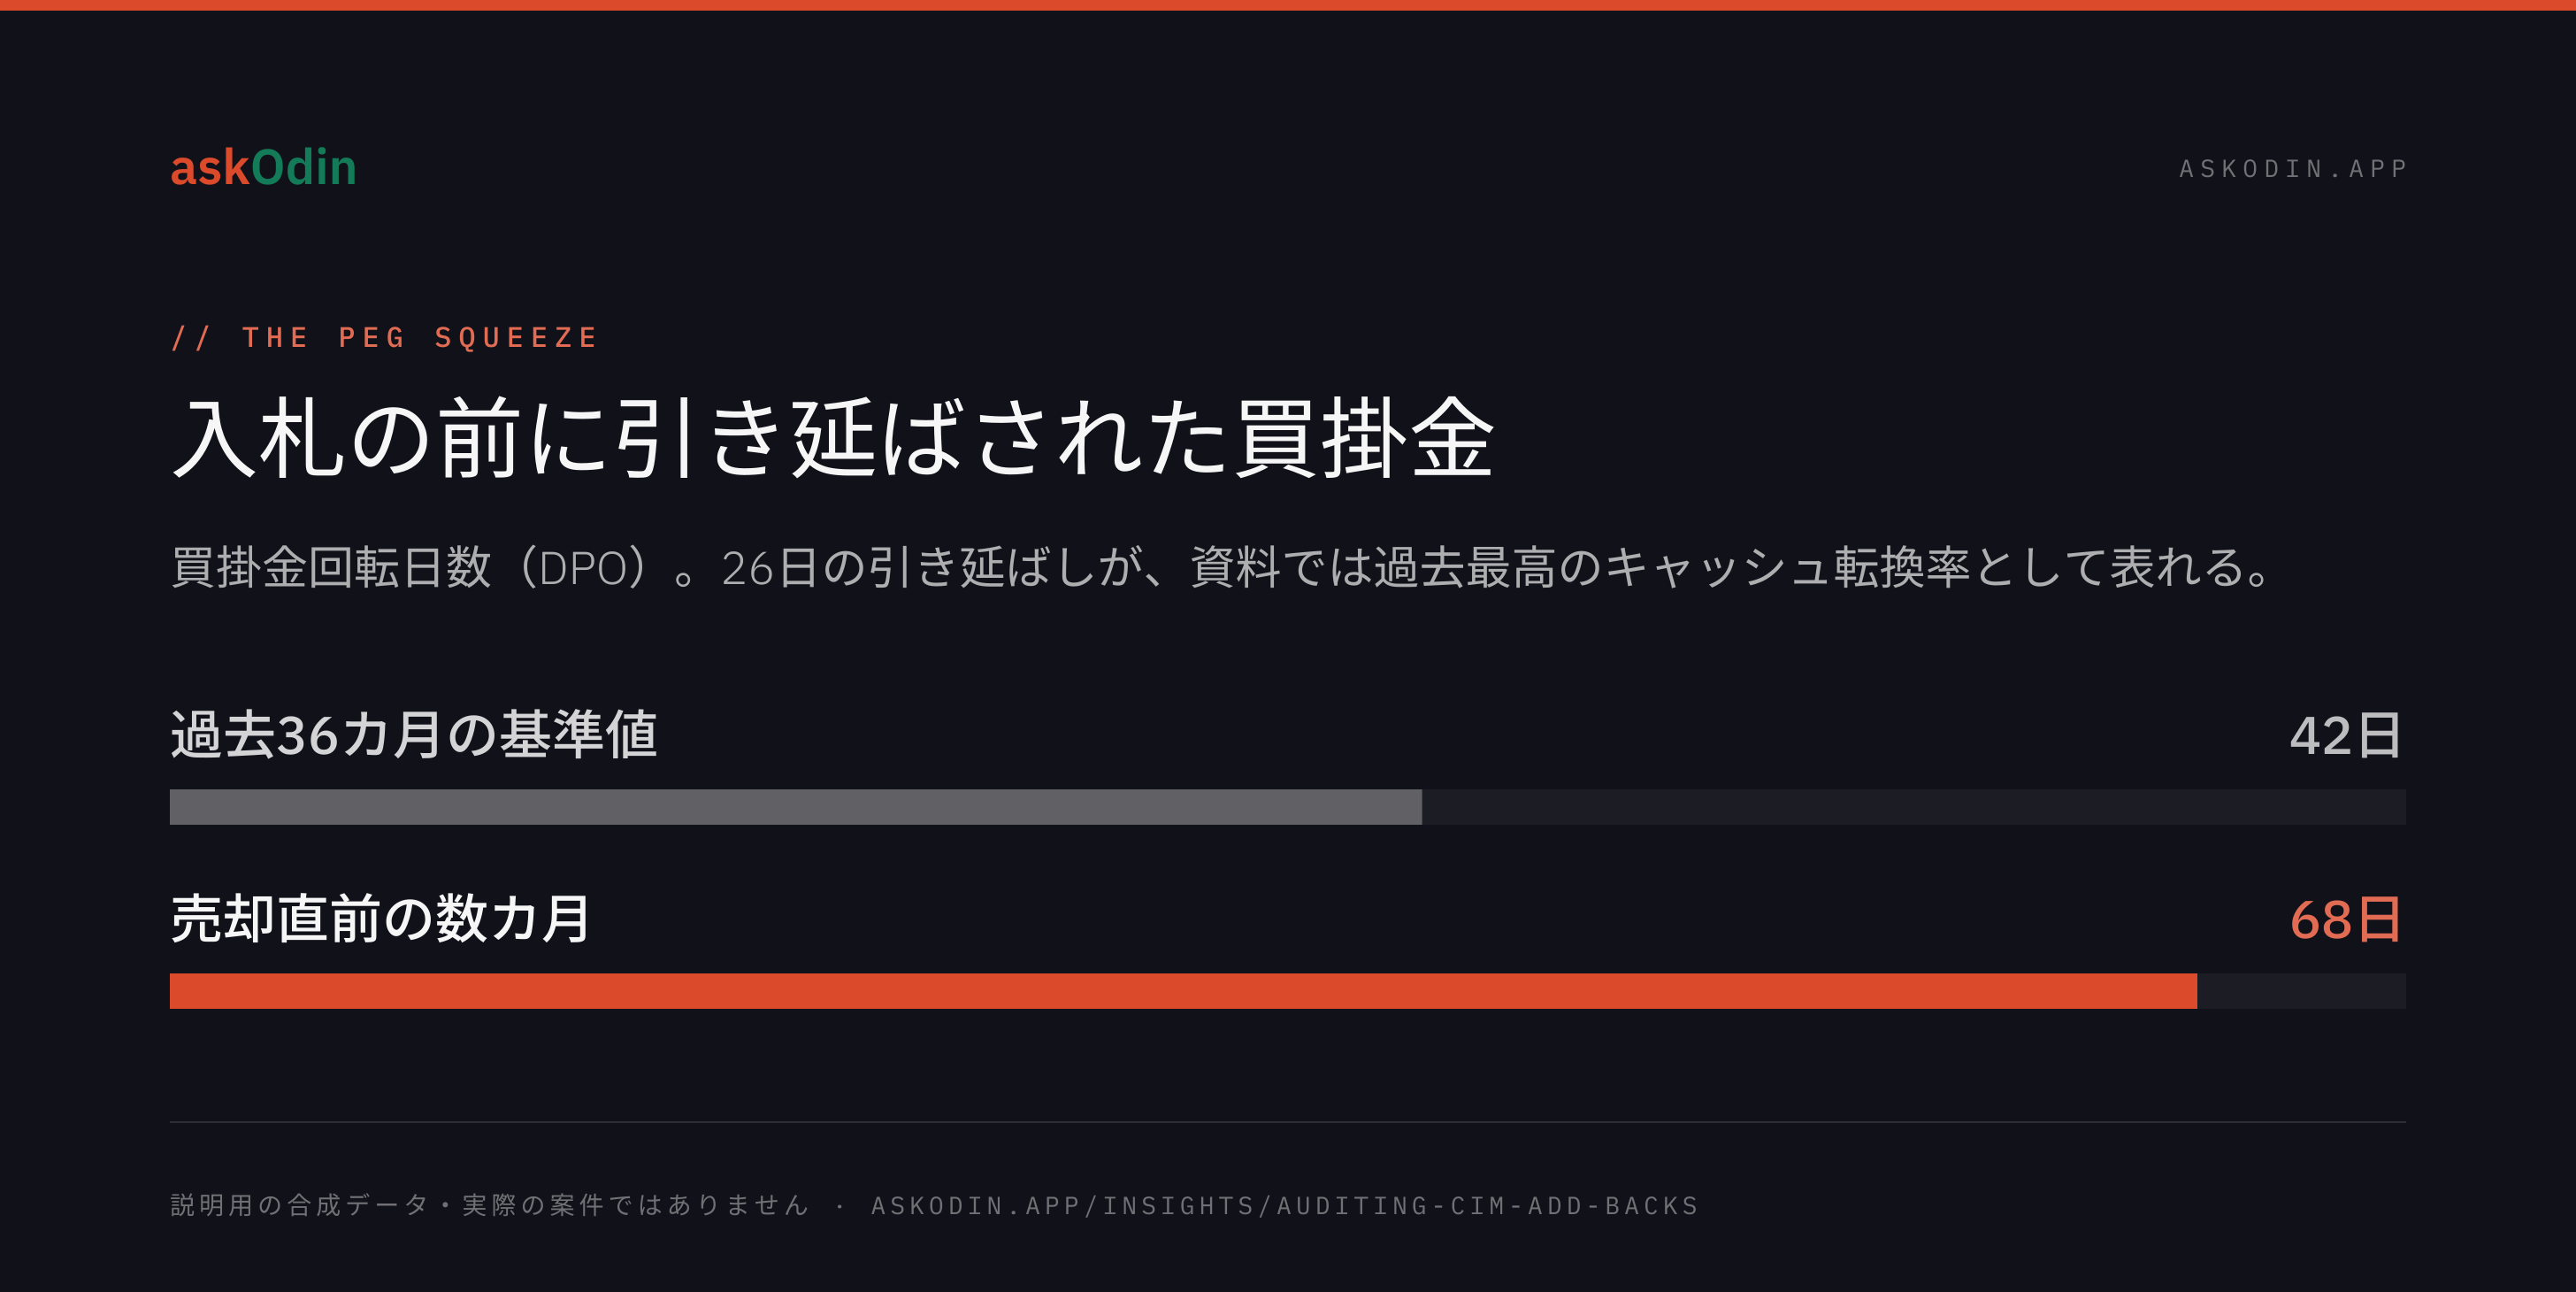 askOdin
ASKODIN.APP
// THE PEG SQUEEZE
入札の前に引き延ばされた買掛金
買掛金回転日数（DPO）。26日の引き延ばしが、資料では過去最高のキャッシュ転換率として表れる。
過去36カ月の基準値
42日
売却直前の数カ月
68日
説明用の合成データ・実際の案件ではありません · ASKODIN.APP/INSIGHTS/AUDITING-CIM-ADD-BACKS